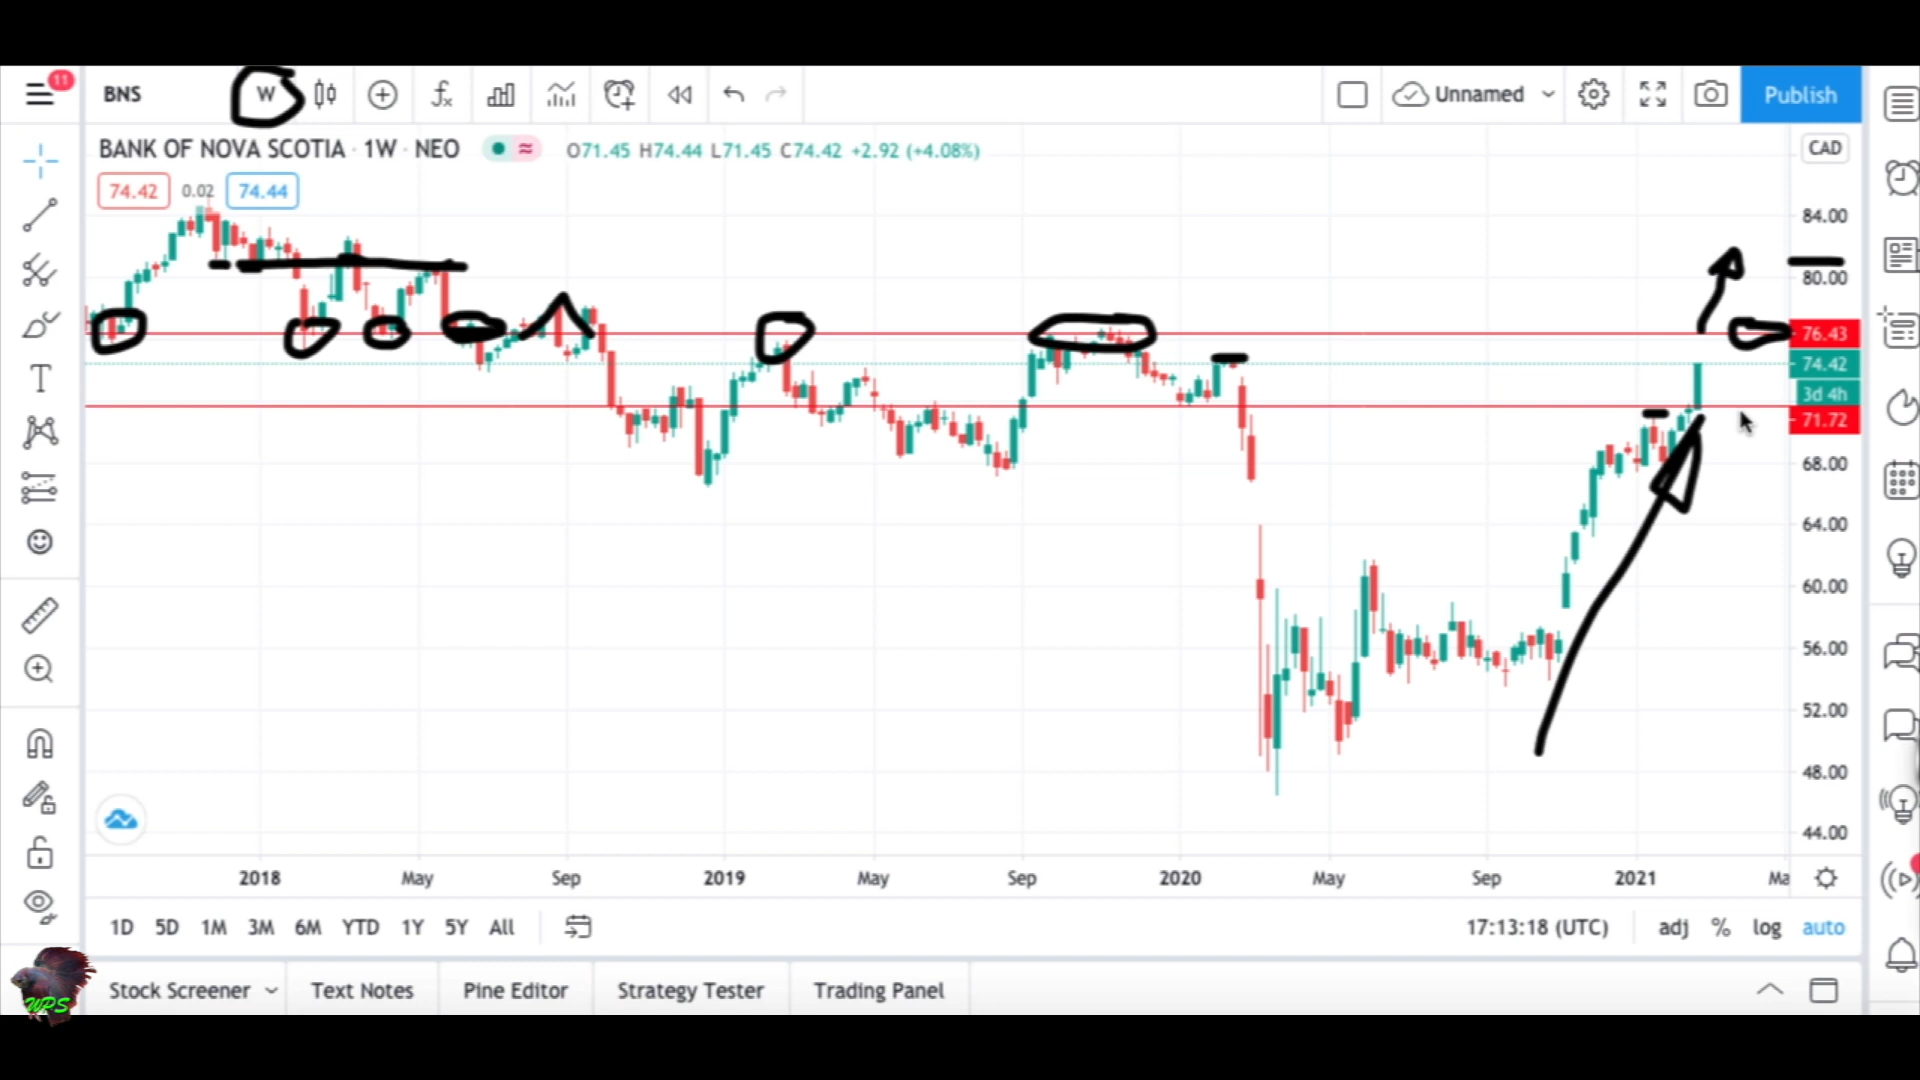 11
BNS W Unnamed Publish
BANK OF NOVA SCOTIA · 1W · NEO O71.45 H74.44 L71.45 C74.42 +2.92 (+4.08%) CAD
74.42 0.02 74.44
84.00
80.00
76.43
74.42
3d 4h
71.72
68.00
64.00
60.00
56.00
52.00
48.00
44.00
2018 May Sep 2019 May Sep 2020 May Sep 2021 Ma
1D 5D 1M 3M 6M YTD 1Y 5Y All 17:13:18 (UTC) adj % log auto
Stock Screener Text Notes Pine Editor Strategy Tester Trading Panel
WPS